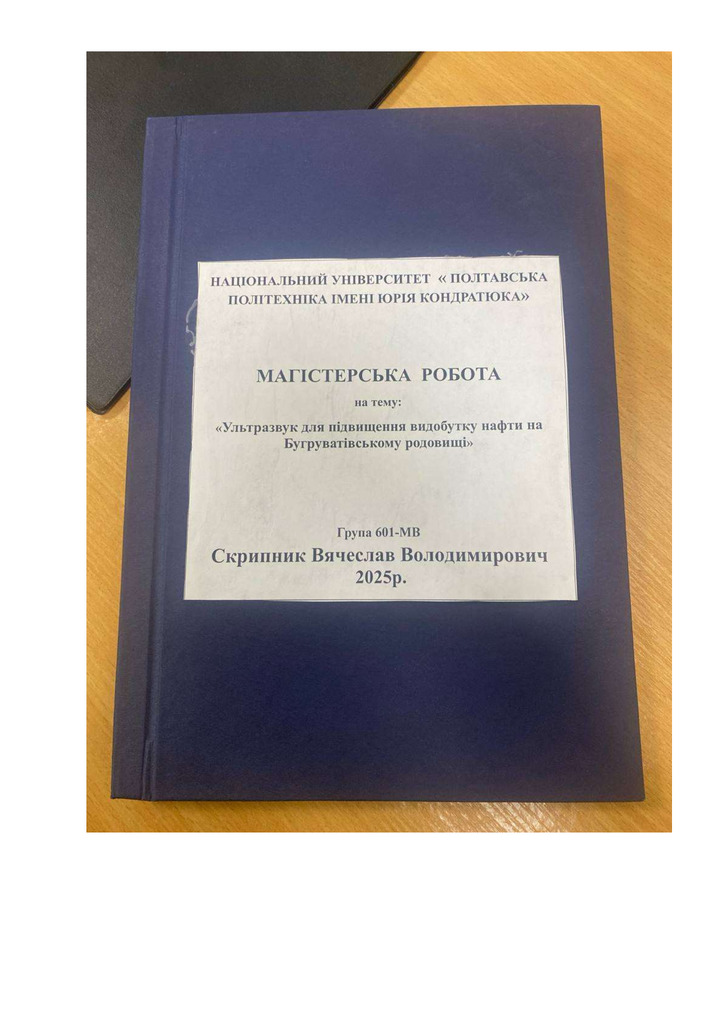 НАЦІОНАЛЬНИЙ УНІВЕРСИТЕТ « ПОЛТАВСЬКА
ПОЛІТЕХНІКА ІМЕНІ ЮРІЯ КОНДРАТЮКА»
МАГІСТЕРСЬКА РОБОТА
на тему:
«Ультразвук для підвищення видобутку нафти на
Бугруватівському родовищі»
Група 601-МВ
Скрипник Вячеслав Володимирович
2025р.